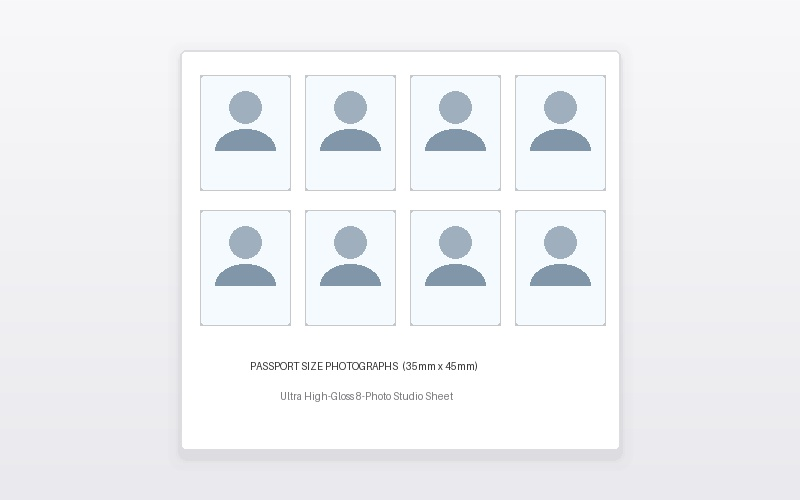 PASSPORT SIZE PHOTOGRAPHS (35mm x 45mm)
Ultra High-Gloss 8-Photo Studio Sheet